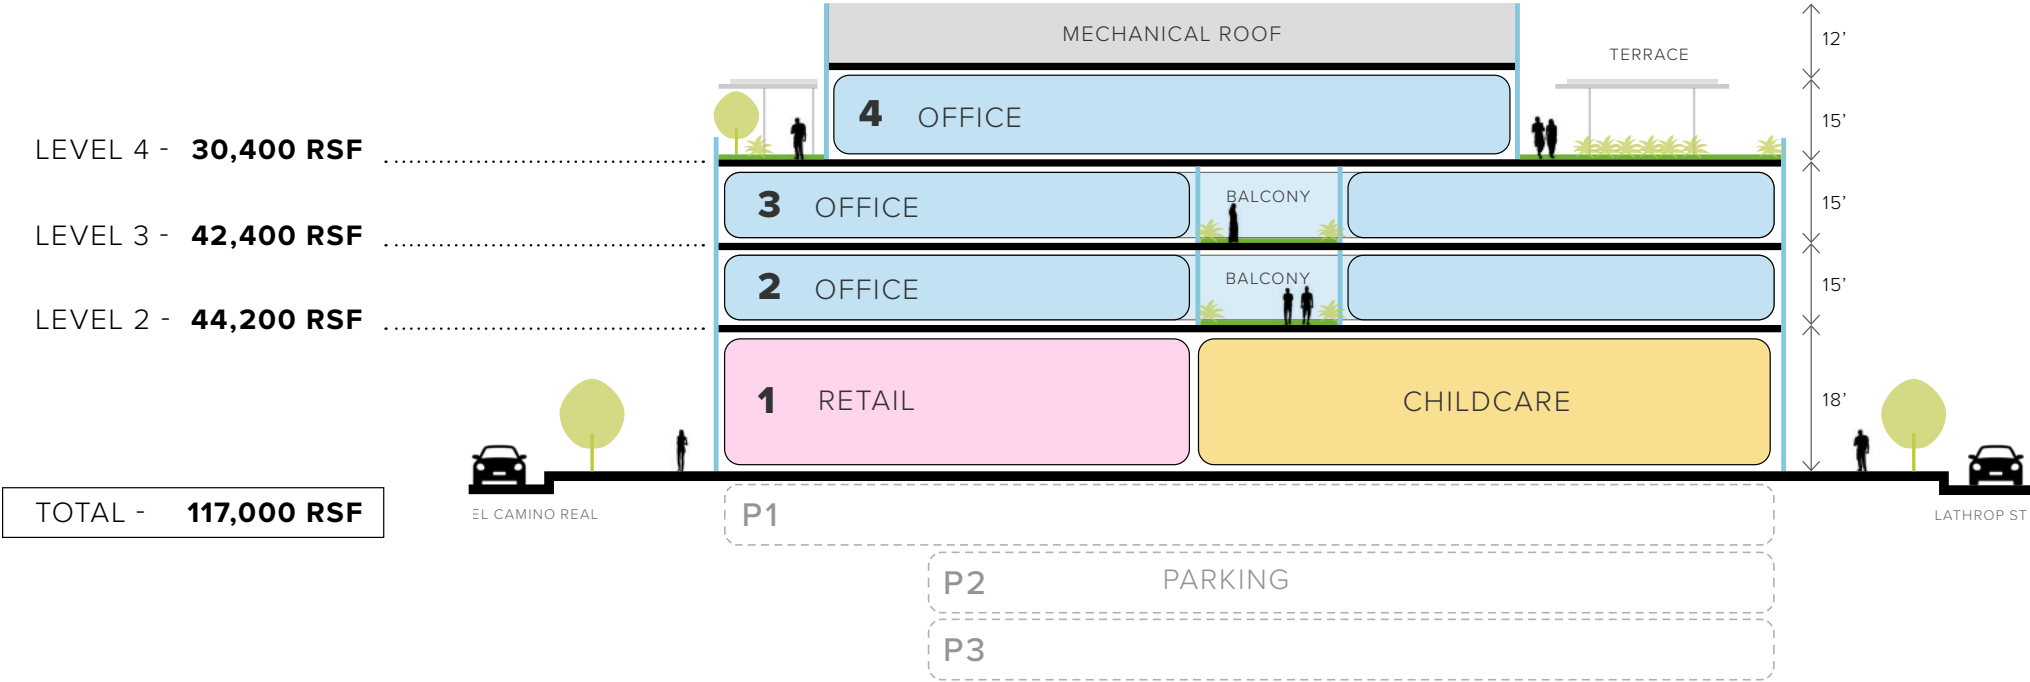 MECHANICAL ROOF
12'
TERRACE
4 OFFICE
15'
LEVEL 4 - 30,400 RSF
3 OFFICE
BALCONY
15'
LEVEL 3 - 42,400 RSF
2 OFFICE
BALCONY
15'
LEVEL 2 - 44,200 RSF
1 RETAIL
CHILDCARE
18'
TOTAL - 117,000 RSF
EL CAMINO REAL
P1
LATHROP ST
P2 PARKING
P3